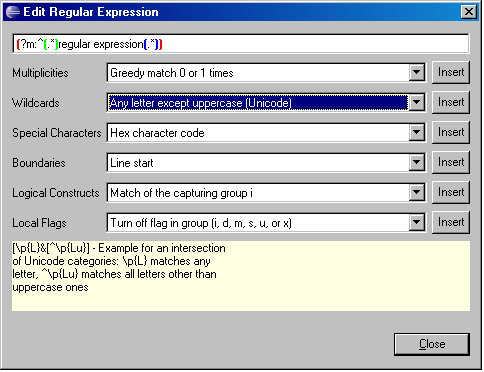 Edit Regular Expression
(?m:^(.*)regular expression(.*))
Multiplicities Greedy match 0 or 1 times Insert
Wildcards Any letter except uppercase (Unicode) Insert
Special Characters Hex character code Insert
Boundaries Line start Insert
Logical Constructs Match of the capturing group i Insert
Local Flags Turn off flag in group (i, d, m, s, u, or x) Insert
[\p{L}&[^\p{Lu}] - Example for an intersection
of Unicode categories: \p{L} matches any
letter, ^\p{Lu} matches all letters other than
uppercase ones
Close